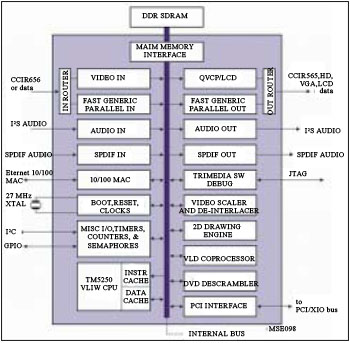 DDR SDRAM
MAIM MEMORY
INTERFACE
CCIR656
or data
IN ROUTER
VIDEO IN
FAST GENERIC
PARALLEL IN
QVCP/LCD
FAST GENERIC
PARALLEL OUT
OUT ROUTER
CCIR565,HD,
VGA,LCD
data
I²S AUDIO
AUDIO IN
AUDIO OUT
I²S AUDIO
SPDIF AUDIO
SPDIF IN
SPDIF OUT
SPDIF AUDIO
Eternet 10/100
MAC
10/100 MAC
TRIMEDIA SW
DEBUG
JTAG
27 MHz
XTAL
BOOT,RESET,
CLOCKS
VIDEO SCALER
AND DE-INTERLACER
I²C
GPIO
MISC I/O,TIMERS,
COUNTERS, &
SEMAPHORES
2D DRAWING
ENGINE
VLD COPROCESSOR
TM5250
VLIW CPU
INSTR
CACHE
DATA
CACHE
DVD DESCRAMBLER
PCI INTERFACE
to
PCI/XIO bus
MSE098
INTERNAL BUS